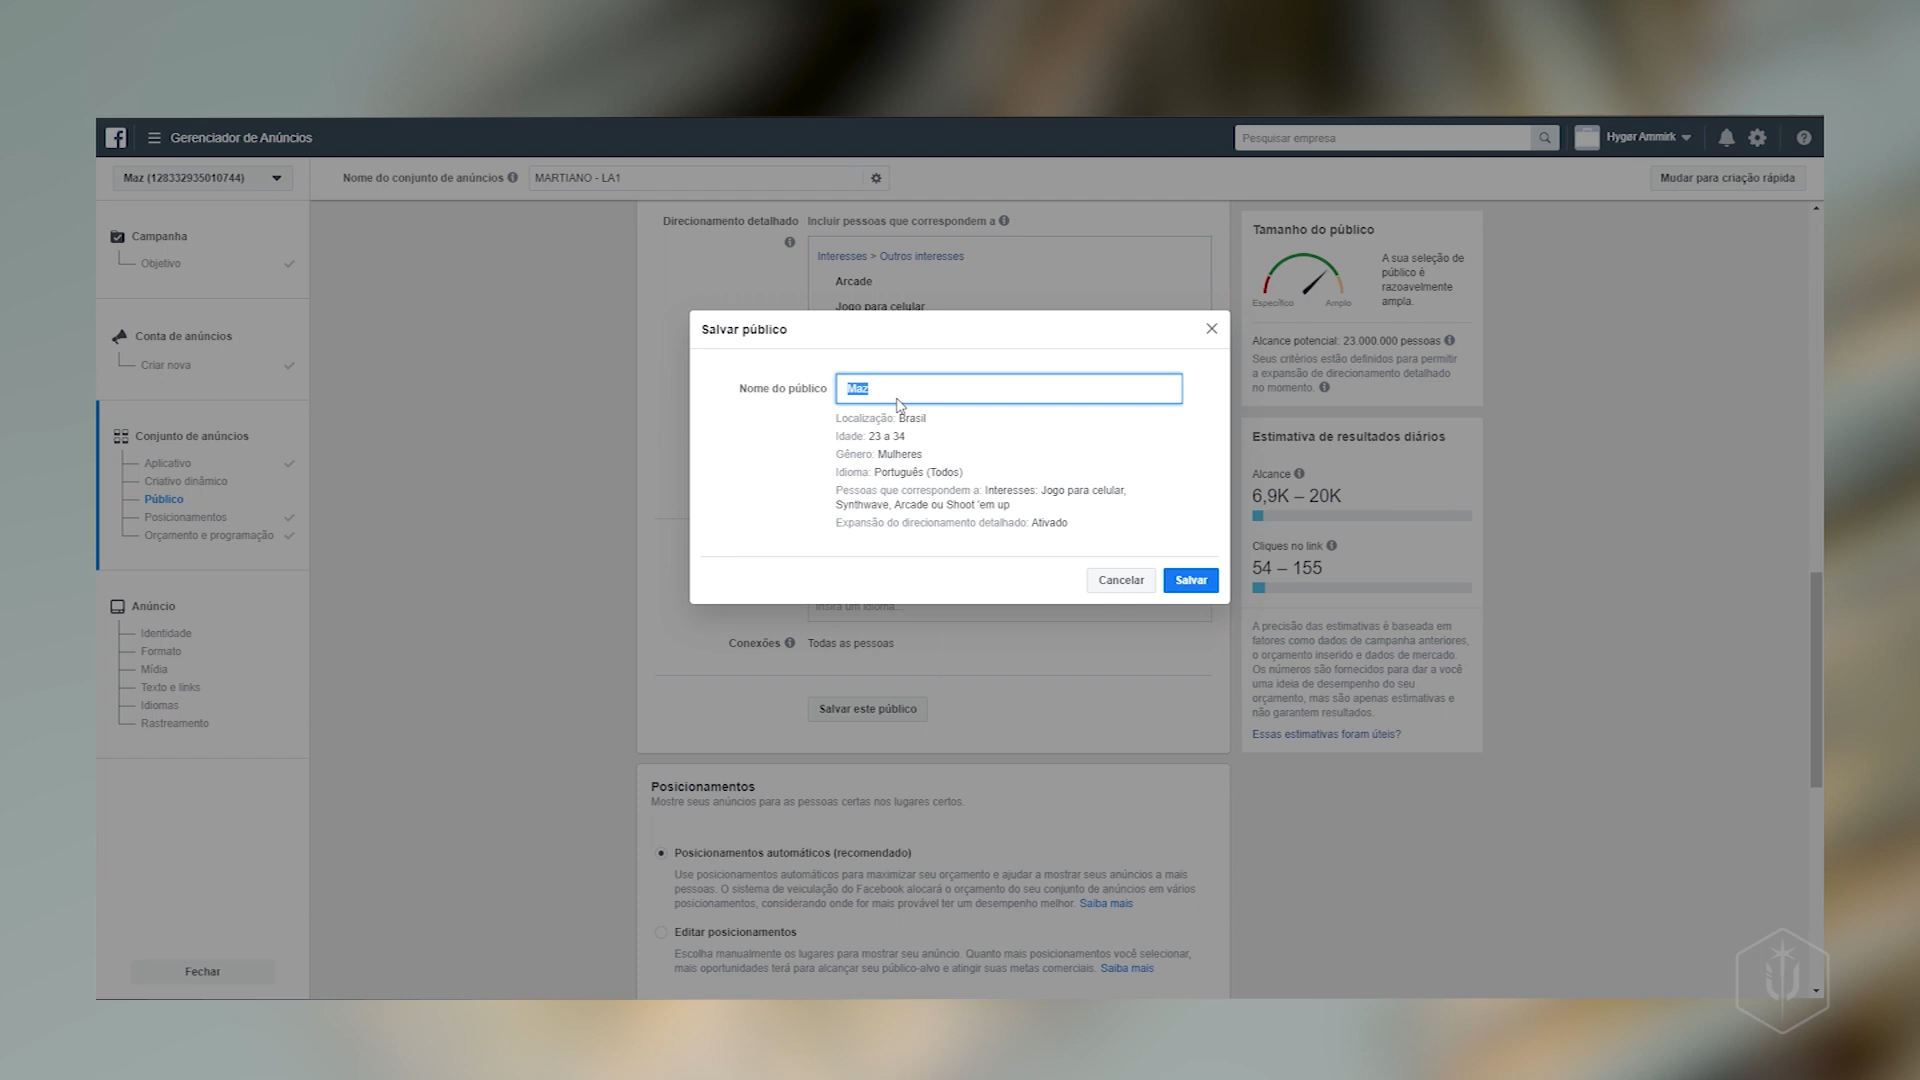 Gerenciador de Anúncios
Pesquisar empresa
Hygor Ammirk
Maz (128332935010744)
Nome do conjunto de anúncios
MARTIANO - LA1
Mudar para criação rápida
Campanha
Objetivo
Conta de anúncios
Criar nova
Conjunto de anúncios
Aplicativo
Criativo dinâmico
Público
Posicionamentos
Orçamento e programação
Anúncio
Identidade
Formato
Mídia
Texto e links
Idiomas
Rastreamento
Fechar
Direcionamento detalhado
Incluir pessoas que correspondem a
Interesses > Outros interesses
Arcade
Jogo para celular
Salvar público
Nome do público
Maz
Localização: Brasil
Idade: 23 a 34
Gênero: Mulheres
Idioma: Português (Todos)
Pessoas que correspondem a: Interesses: Jogo para celular,
Synthwave, Arcade ou Shoot 'em up
Expansão do direcionamento detalhado: Ativado
Cancelar
Salvar
Insira um idioma...
Conexões
Todas as pessoas
Salvar este público
Posicionamentos
Mostre seus anúncios para as pessoas certas nos lugares certos.
Posicionamentos automáticos (recomendado)
Use posicionamentos automáticos para maximizar seu orçamento e ajudar a mostrar seus anúncios a mais
pessoas. O sistema de veiculação do Facebook alocará o orçamento do seu conjunto de anúncios em vários
posicionamentos, considerando onde for mais provável ter um desempenho melhor. Saiba mais
Editar posicionamentos
Escolha manualmente os lugares para mostrar seu anúncio. Quanto mais posicionamentos você selecionar,
mais oportunidades terá para alcançar seu público-alvo e atingir suas metas comerciais. Saiba mais
Tamanho do público
Específico
Amplo
A sua seleção de
público é
razoavelmente
ampla.
Alcance potencial: 23.000.000 pessoas
Seus critérios estão definidos para permitir
a expansão de direcionamento detalhado
no momento.
Estimativa de resultados diários
Alcance
6,9K – 20K
Cliques no link
54 – 155
A precisão das estimativas é baseada em
fatores como dados de campanha anteriores,
o orçamento inserido e dados de mercado.
Os números são fornecidos para dar a você
uma ideia de desempenho do seu
orçamento, mas são apenas estimativas e
não garantem resultados.
Essas estimativas foram úteis?